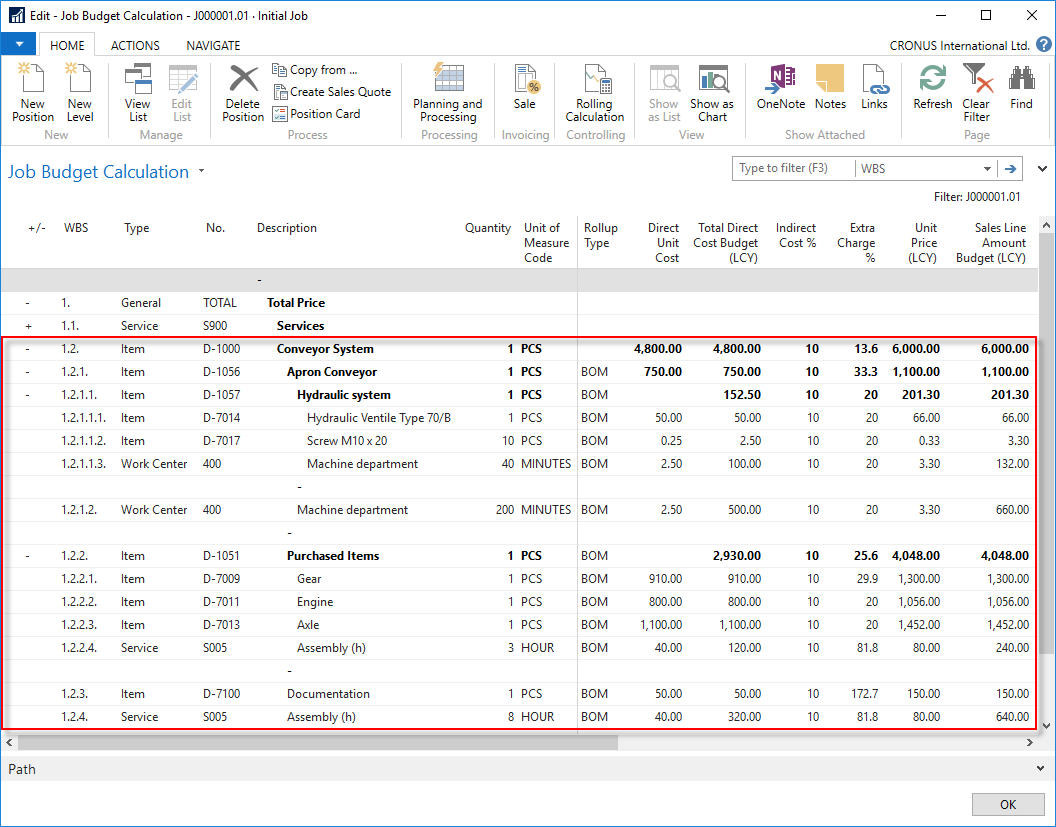 Edit - Job Budget Calculation - J000001.01 · Initial Job
HOME ACTIONS NAVIGATE CRONUS International Ltd. ?
New Position
New Level
New
View List
Edit List
Manage
Delete Position
Copy from ...
Create Sales Quote
Position Card
Process
Planning and Processing
Processing
Sale
Invoicing
Rolling Calculation
Controlling
Show as List
Show as Chart
View
OneNote
Notes
Links
Show Attached
Refresh
Clear Filter
Find
Page
Job Budget Calculation
Type to filter (F3) WBS
Filter: J000001.01
+/- WBS Type No. Description Quantity Unit of Measure Code Rollup Type Direct Unit Cost Total Direct Cost Budget (LCY) Indirect Cost % Extra Charge % Unit Price (LCY) Sales Line Amount Budget (LCY)
-
- 1. General TOTAL Total Price
+ 1.1. Service S900 Services
- 1.2. Item D-1000 Conveyor System 1 PCS 4,800.00 4,800.00 10 13.6 6,000.00 6,000.00
- 1.2.1. Item D-1056 Apron Conveyor 1 PCS BOM 750.00 750.00 10 33.3 1,100.00 1,100.00
- 1.2.1.1. Item D-1057 Hydraulic system 1 PCS BOM 152.50 10 20 201.30 201.30
1.2.1.1.1. Item D-7014 Hydraulic Ventile Type 70/B 1 PCS BOM 50.00 50.00 10 20 66.00 66.00
1.2.1.1.2. Item D-7017 Screw M10 x 20 10 PCS BOM 0.25 2.50 10 20 0.33 3.30
1.2.1.1.3. Work Center 400 Machine department 40 MINUTES BOM 2.50 100.00 10 20 3.30 132.00
-
1.2.1.2. Work Center 400 Machine department 200 MINUTES BOM 2.50 500.00 10 20 3.30 660.00
-
- 1.2.2. Item D-1051 Purchased Items 1 PCS BOM 2,930.00 10 25.6 4,048.00 4,048.00
1.2.2.1. Item D-7009 Gear 1 PCS BOM 910.00 910.00 10 29.9 1,300.00 1,300.00
1.2.2.2. Item D-7011 Engine 1 PCS BOM 800.00 800.00 10 20 1,056.00 1,056.00
1.2.2.3. Item D-7013 Axle 1 PCS BOM 1,100.00 1,100.00 10 20 1,452.00 1,452.00
1.2.2.4. Service S005 Assembly (h) 3 HOUR BOM 40.00 120.00 10 81.8 80.00 240.00
-
1.2.3. Item D-7100 Documentation 1 PCS BOM 50.00 50.00 10 172.7 150.00 150.00
1.2.4. Service S005 Assembly (h) 8 HOUR BOM 40.00 320.00 10 81.8 80.00 640.00
Path
OK